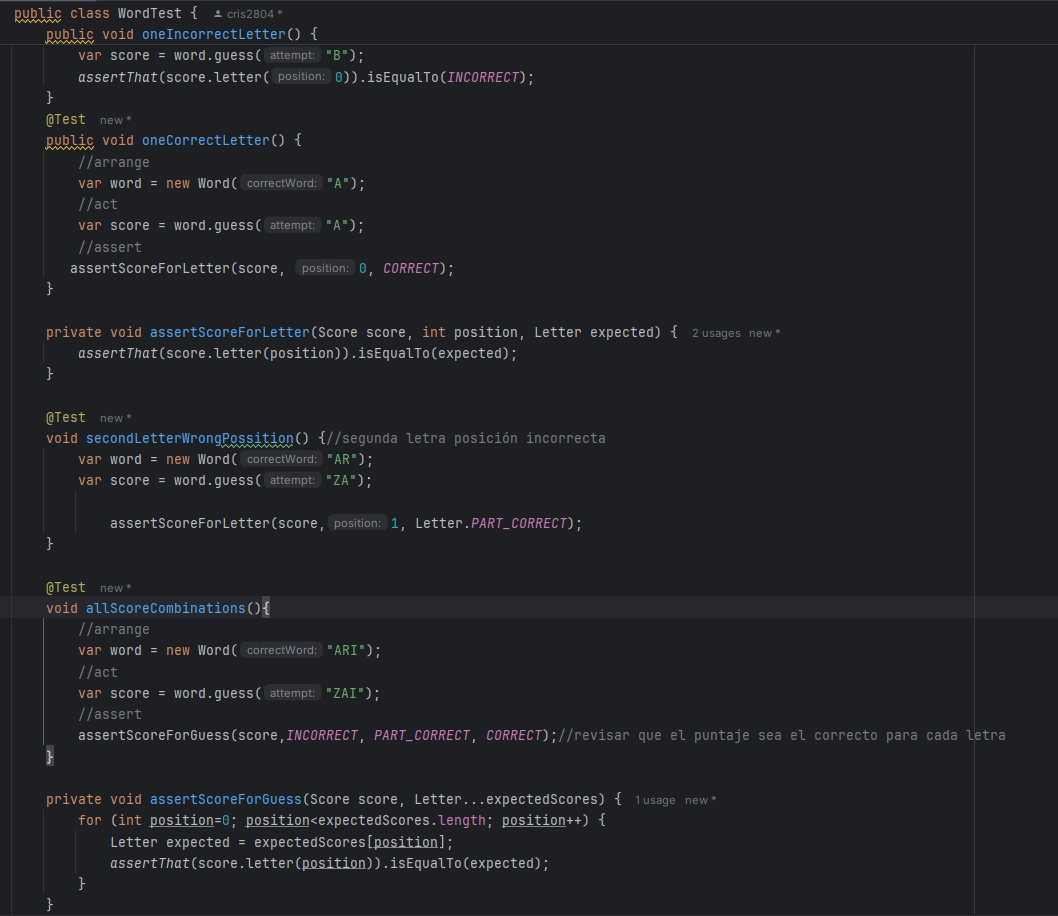 public class WordTest { cris2804 *
public void oneIncorrectLetter() {
var score = word.guess( attempt: "B");
assertThat(score.letter( position: 0)).isEqualTo(INCORRECT);
}
@Test new *
public void oneCorrectLetter() {
//arrange
var word = new Word( correctWord: "A");
//act
var score = word.guess( attempt: "A");
//assert
assertScoreForLetter(score, position: 0, CORRECT);
}
private void assertScoreForLetter(Score score, int position, Letter expected) { 2 usages new *
assertThat(score.letter(position)).isEqualTo(expected);
}
@Test new *
void secondLetterWrongPossition() {//segunda letra posición incorrecta
var word = new Word( correctWord: "AR");
var score = word.guess( attempt: "ZA");
assertScoreForLetter(score, position: 1, Letter.PART_CORRECT);
}
@Test new *
void allScoreCombinations(){
//arrange
var word = new Word( correctWord: "ARI");
//act
var score = word.guess( attempt: "ZAI");
//assert
assertScoreForGuess(score,INCORRECT, PART_CORRECT, CORRECT);//revisar que el puntaje sea el correcto para cada letra
}
private void assertScoreForGuess(Score score, Letter...expectedScores) { 1 usage new *
for (int position=0; position<expectedScores.length; position++) {
Letter expected = expectedScores[position];
assertThat(score.letter(position)).isEqualTo(expected);
}
}